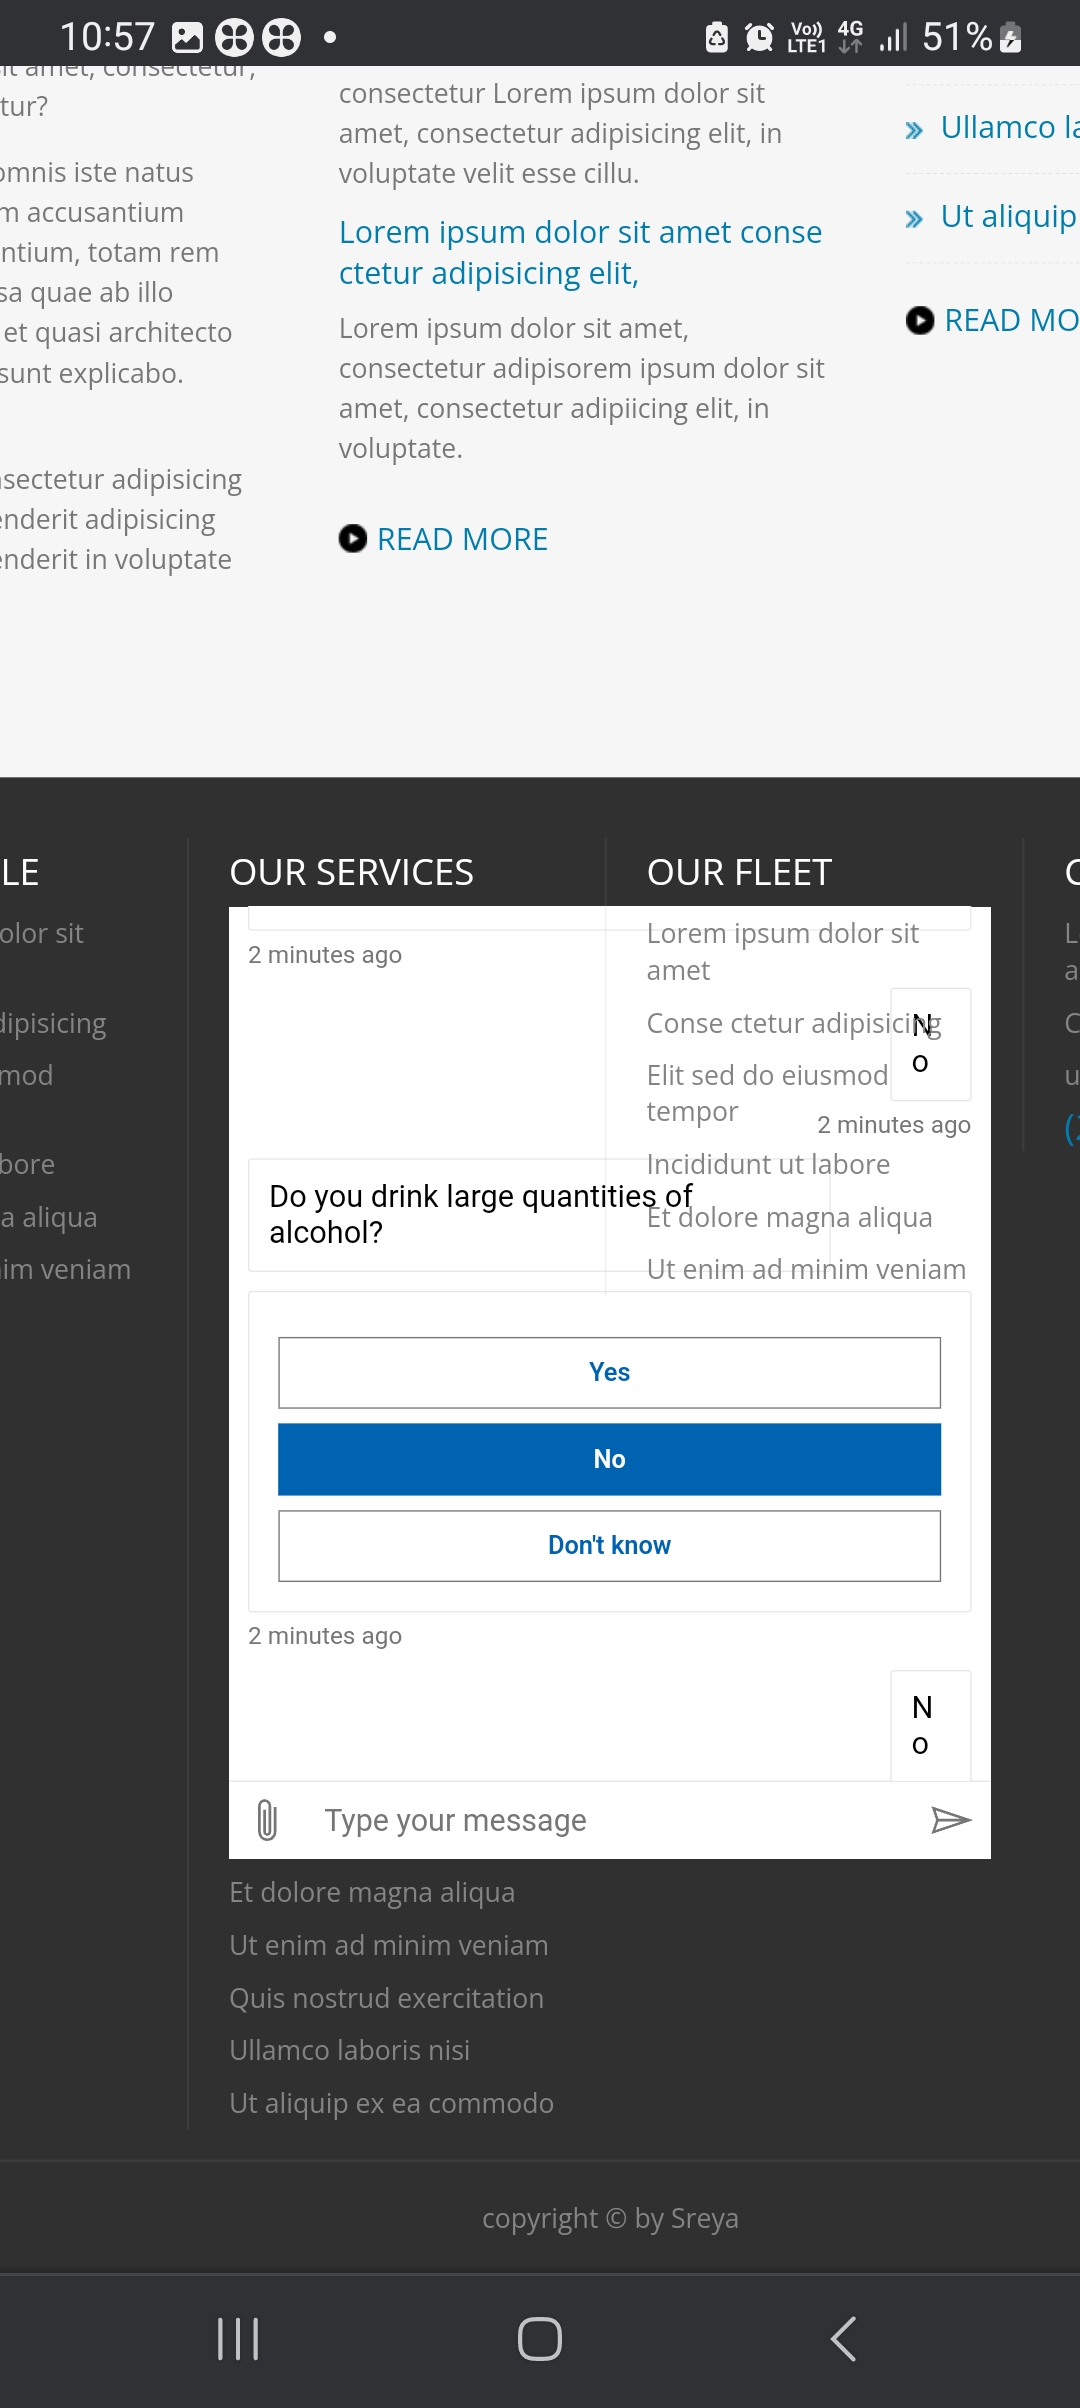 10:57
Vo)) LTE1 4G 51%
sit amet, consectetur,
tur?
omnis iste natus
m accusantium
ntium, totam rem
sa quae ab illo
et quasi architecto
sunt explicabo.
nsectetur adipisicing
enderit adipisicing
enderit in voluptate
consectetur Lorem ipsum dolor sit
amet, consectetur adipisicing elit, in
voluptate velit esse cillu.
Lorem ipsum dolor sit amet conse
ctetur adipisicing elit,
Lorem ipsum dolor sit amet,
consectetur adipisorem ipsum dolor sit
amet, consectetur adipiicing elit, in
voluptate.
READ MORE
Ullamco la
Ut aliquip
READ MO
LE
olor sit
dipisicing
mod
bore
a aliqua
im veniam
OUR SERVICES
2 minutes ago
N
o
2 minutes ago
Do you drink large quantities of
alcohol?
Yes
No
Don't know
2 minutes ago
N
o
Type your message
Et dolore magna aliqua
Ut enim ad minim veniam
Quis nostrud exercitation
Ullamco laboris nisi
Ut aliquip ex ea commodo
OUR FLEET
Lorem ipsum dolor sit
amet
Conse ctetur adipisicing
Elit sed do eiusmod
tempor
Incididunt ut labore
Et dolore magna aliqua
Ut enim ad minim veniam
copyright © by Sreya